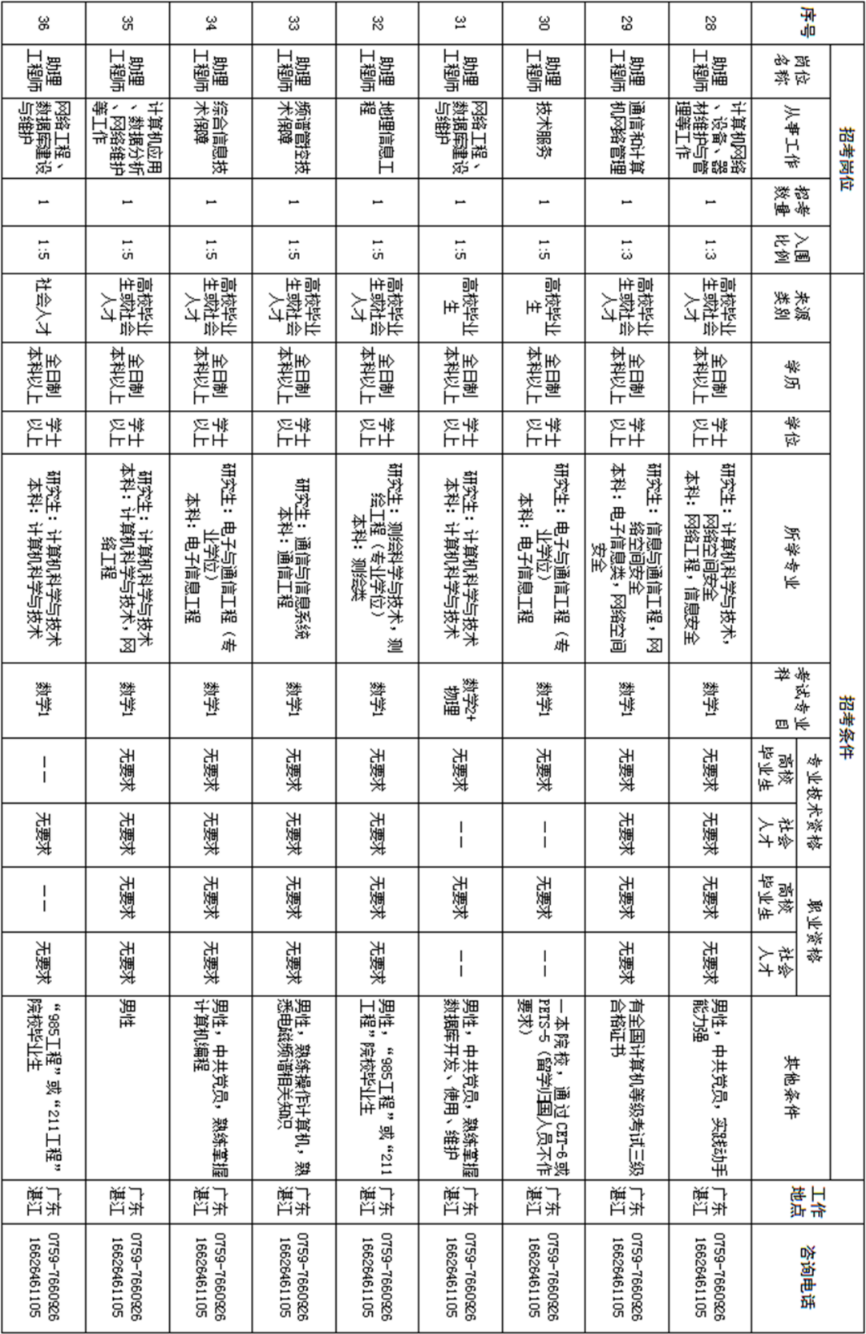 序号
招考岗位
招考条件
工作
地点
咨询电话
岗位
名称
从事工作
招考
数量
入围
比例
来源
类别
学历
学位
所学专业
考试专业
科目
专业技术资格
职业资格
其他条件
高校
毕业生
社会
人才
高校
毕业生
社会
人才
28
助理
工程师
计算机网络
、设备、器
材维护与管
理等工作
1
1:3
高校毕业
生或社会
人才
全日制
本科以上
学士
以上
研究生：计算机科学与技术，
网络空间安全
本科：网络工程，信息安全
数学1
无要求
无要求
无要求
无要求
男性，中共党员，实践动手
能力强
广东
湛江
0759-7660926
16626461105
29
助理
工程师
通信和计算
机网络管理
1
1:3
高校毕业
生或社会
人才
全日制
本科以上
学士
以上
研究生：信息与通信工程，网
络空间安全
本科：电子信息类，网络空间
安全
数学1
无要求
无要求
无要求
无要求
有全国计算机等级考试三级
合格证书
广东
湛江
0759-7660926
16626461105
30
助理
工程师
技术服务
1
1:5
高校毕业
生
全日制
本科以上
学士
以上
研究生：电子与通信工程（专
业学位）
本科：电子信息工程
数学1
无要求
——
无要求
——
一本院校，通过CET-6或
PETS-5（留学归国人员不作
要求）
广东
湛江
0759-7660926
16626461105
31
助理
工程师
网络工程、
数据库建设
与维护
1
1:5
高校毕业
生
全日制
本科以上
学士
以上
研究生：计算机科学与技术
本科：计算机科学与技术
数学2+
物理
无要求
——
无要求
——
男性，中共党员，熟练掌握
数据库开发、使用、维护
广东
湛江
0759-7660926
16626461105
32
助理
工程师
地理信息工
程
1
1:5
高校毕业
生或社会
人才
全日制
本科以上
学士
以上
研究生：测绘科学与技术，测
绘工程（专业学位）
本科：测绘类
数学1
无要求
无要求
无要求
无要求
男性，“985工程”或“211
工程”院校毕业生
广东
湛江
0759-7660926
16626461105
33
助理
工程师
频谱管控技
术保障
1
1:5
高校毕业
生或社会
人才
全日制
本科以上
学士
以上
研究生：通信与信息系统
本科：通信工程
数学1
无要求
无要求
无要求
无要求
男性，熟练操作计算机，熟
悉电磁频谱相关知识
广东
湛江
0759-7660926
16626461105
34
助理
工程师
综合信息技
术保障
1
1:5
高校毕业
生或社会
人才
全日制
本科以上
学士
以上
研究生：电子与通信工程（专
业学位）
本科：电子信息工程
数学1
无要求
无要求
无要求
无要求
男性，中共党员，熟练掌握
计算机编程
广东
湛江
0759-7660926
16626461105
35
助理
工程师
计算机应用
、数据分析
、网络维护
等工作
1
1:5
高校毕业
生或社会
人才
全日制
本科以上
学士
以上
研究生：计算机科学与技术
本科：计算机科学与技术，网
络工程
数学1
无要求
无要求
无要求
无要求
男性
广东
湛江
0759-7660926
16626461105
36
助理
工程师
网络工程、
数据库建设
与维护
1
1:5
社会人才
全日制
本科以上
学士
以上
研究生：计算机科学与技术
本科：计算机科学与技术
数学1
——
无要求
——
无要求
“985工程”或“211工程”
院校毕业生
广东
湛江
0759-7660926
16626461105